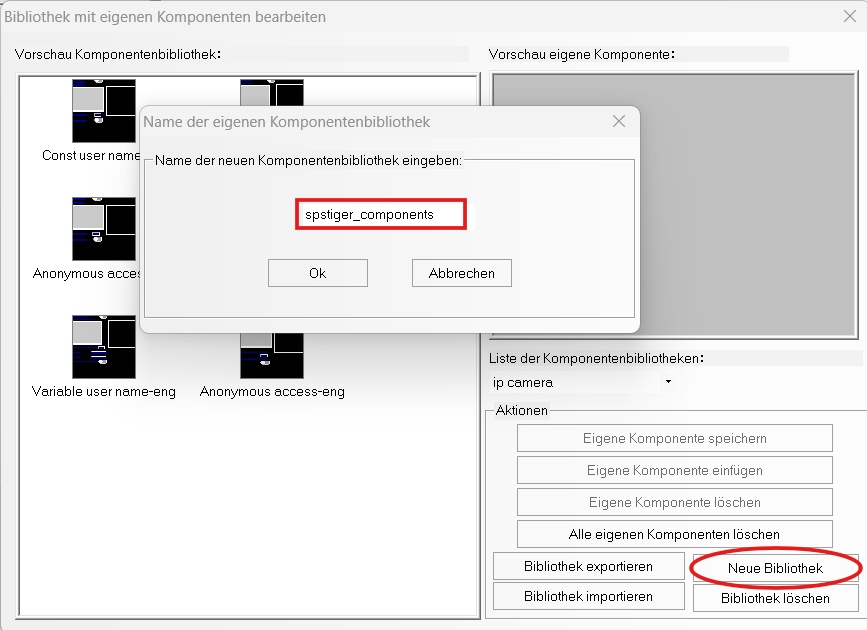 Bibliothek mit eigenen Komponenten bearbeiten
Vorschau Komponentenbibliothek:
Vorschau eigene Komponente:
Const user name
Name der eigenen Komponentenbibliothek
Name der neuen Komponentenbibliothek eingeben:
spstiger_components
Ok
Abbrechen
Anonymous acces
Variable user name-eng
Anonymous access-eng
Liste der Komponentenbibliotheken:
ip camera
Aktionen
Eigene Komponente speichern
Eigene Komponente einfügen
Eigene Komponente löschen
Alle eigenen Komponenten löschen
Bibliothek exportieren
Neue Bibliothek
Bibliothek importieren
Bibliothek löschen